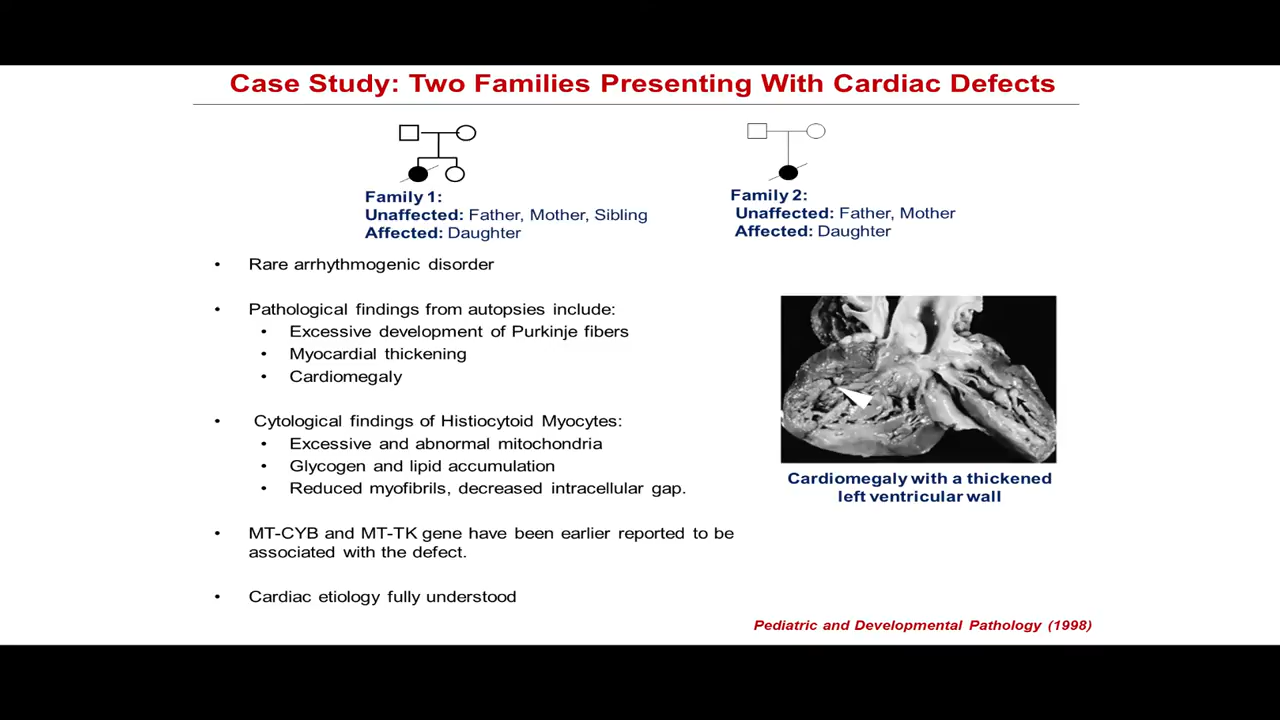 Case Study: Two Families Presenting With Cardiac Defects
Family 1:
Unaffected: Father, Mother, Sibling
Affected: Daughter
Family 2:
Unaffected: Father, Mother
Affected: Daughter
• Rare arrhythmogenic disorder
• Pathological findings from autopsies include:
• Excessive development of Purkinje fibers
• Myocardial thickening
• Cardiomegaly
• Cytological findings of Histiocytoid Myocytes:
• Excessive and abnormal mitochondria
• Glycogen and lipid accumulation
• Reduced myofibrils, decreased intracellular gap.
• MT-CYB and MT-TK gene have been earlier reported to be
associated with the defect.
• Cardiac etiology fully understood
Cardiomegaly with a thickened
left ventricular wall
Pediatric and Developmental Pathology (1998)